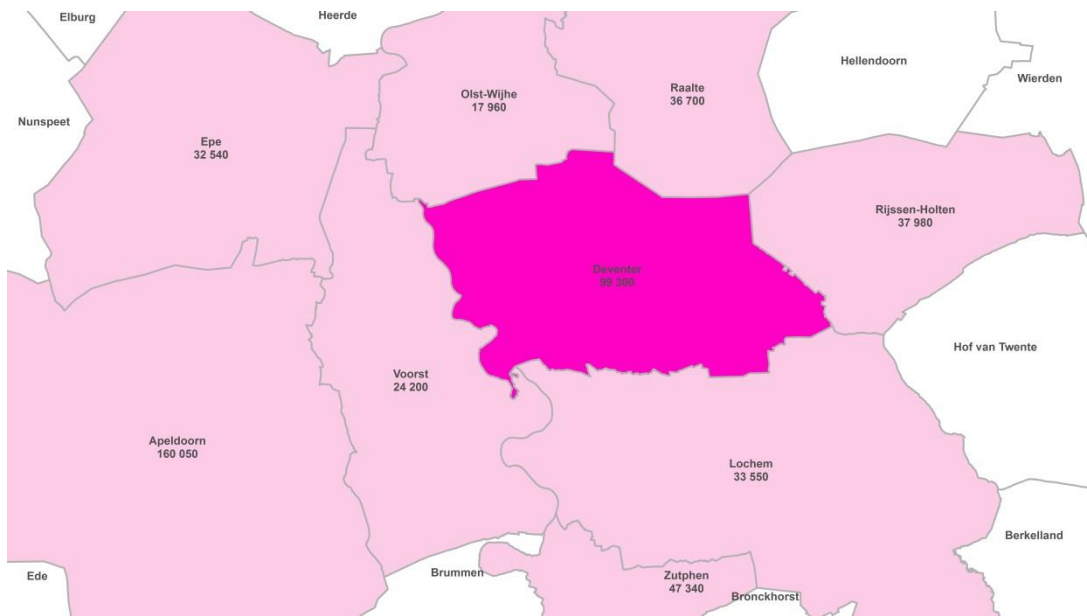 Elburg
Heerde
Hellendoorn
Wierden
Olst-Wijhe
17 960
Raalte
36 700
Nunspeet
Epe
32 540
Rijssen-Holten
37 980
Deventer
99 300
Hof van Twente
Voorst
24 200
Apeldoorn
160 050
Lochem
33 550
Berkelland
Ede
Brummen
Zutphen
47 340
Bronckhorst